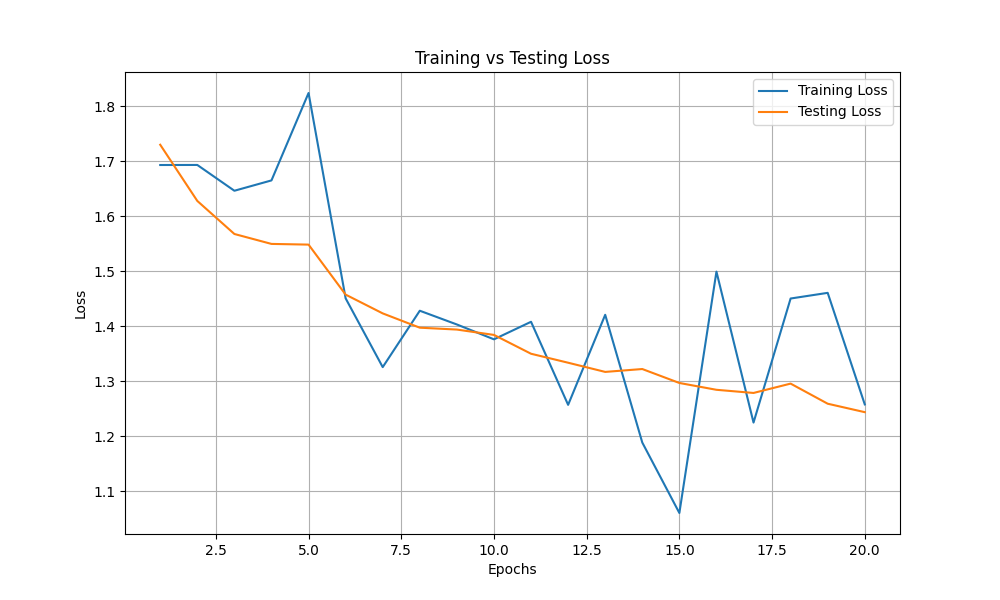 Training vs Testing Loss
Training Loss
Testing Loss
Loss
1.8
1.7
1.6
1.5
1.4
1.3
1.2
1.1
2.5 5.0 7.5 10.0 12.5 15.0 17.5 20.0
Epochs